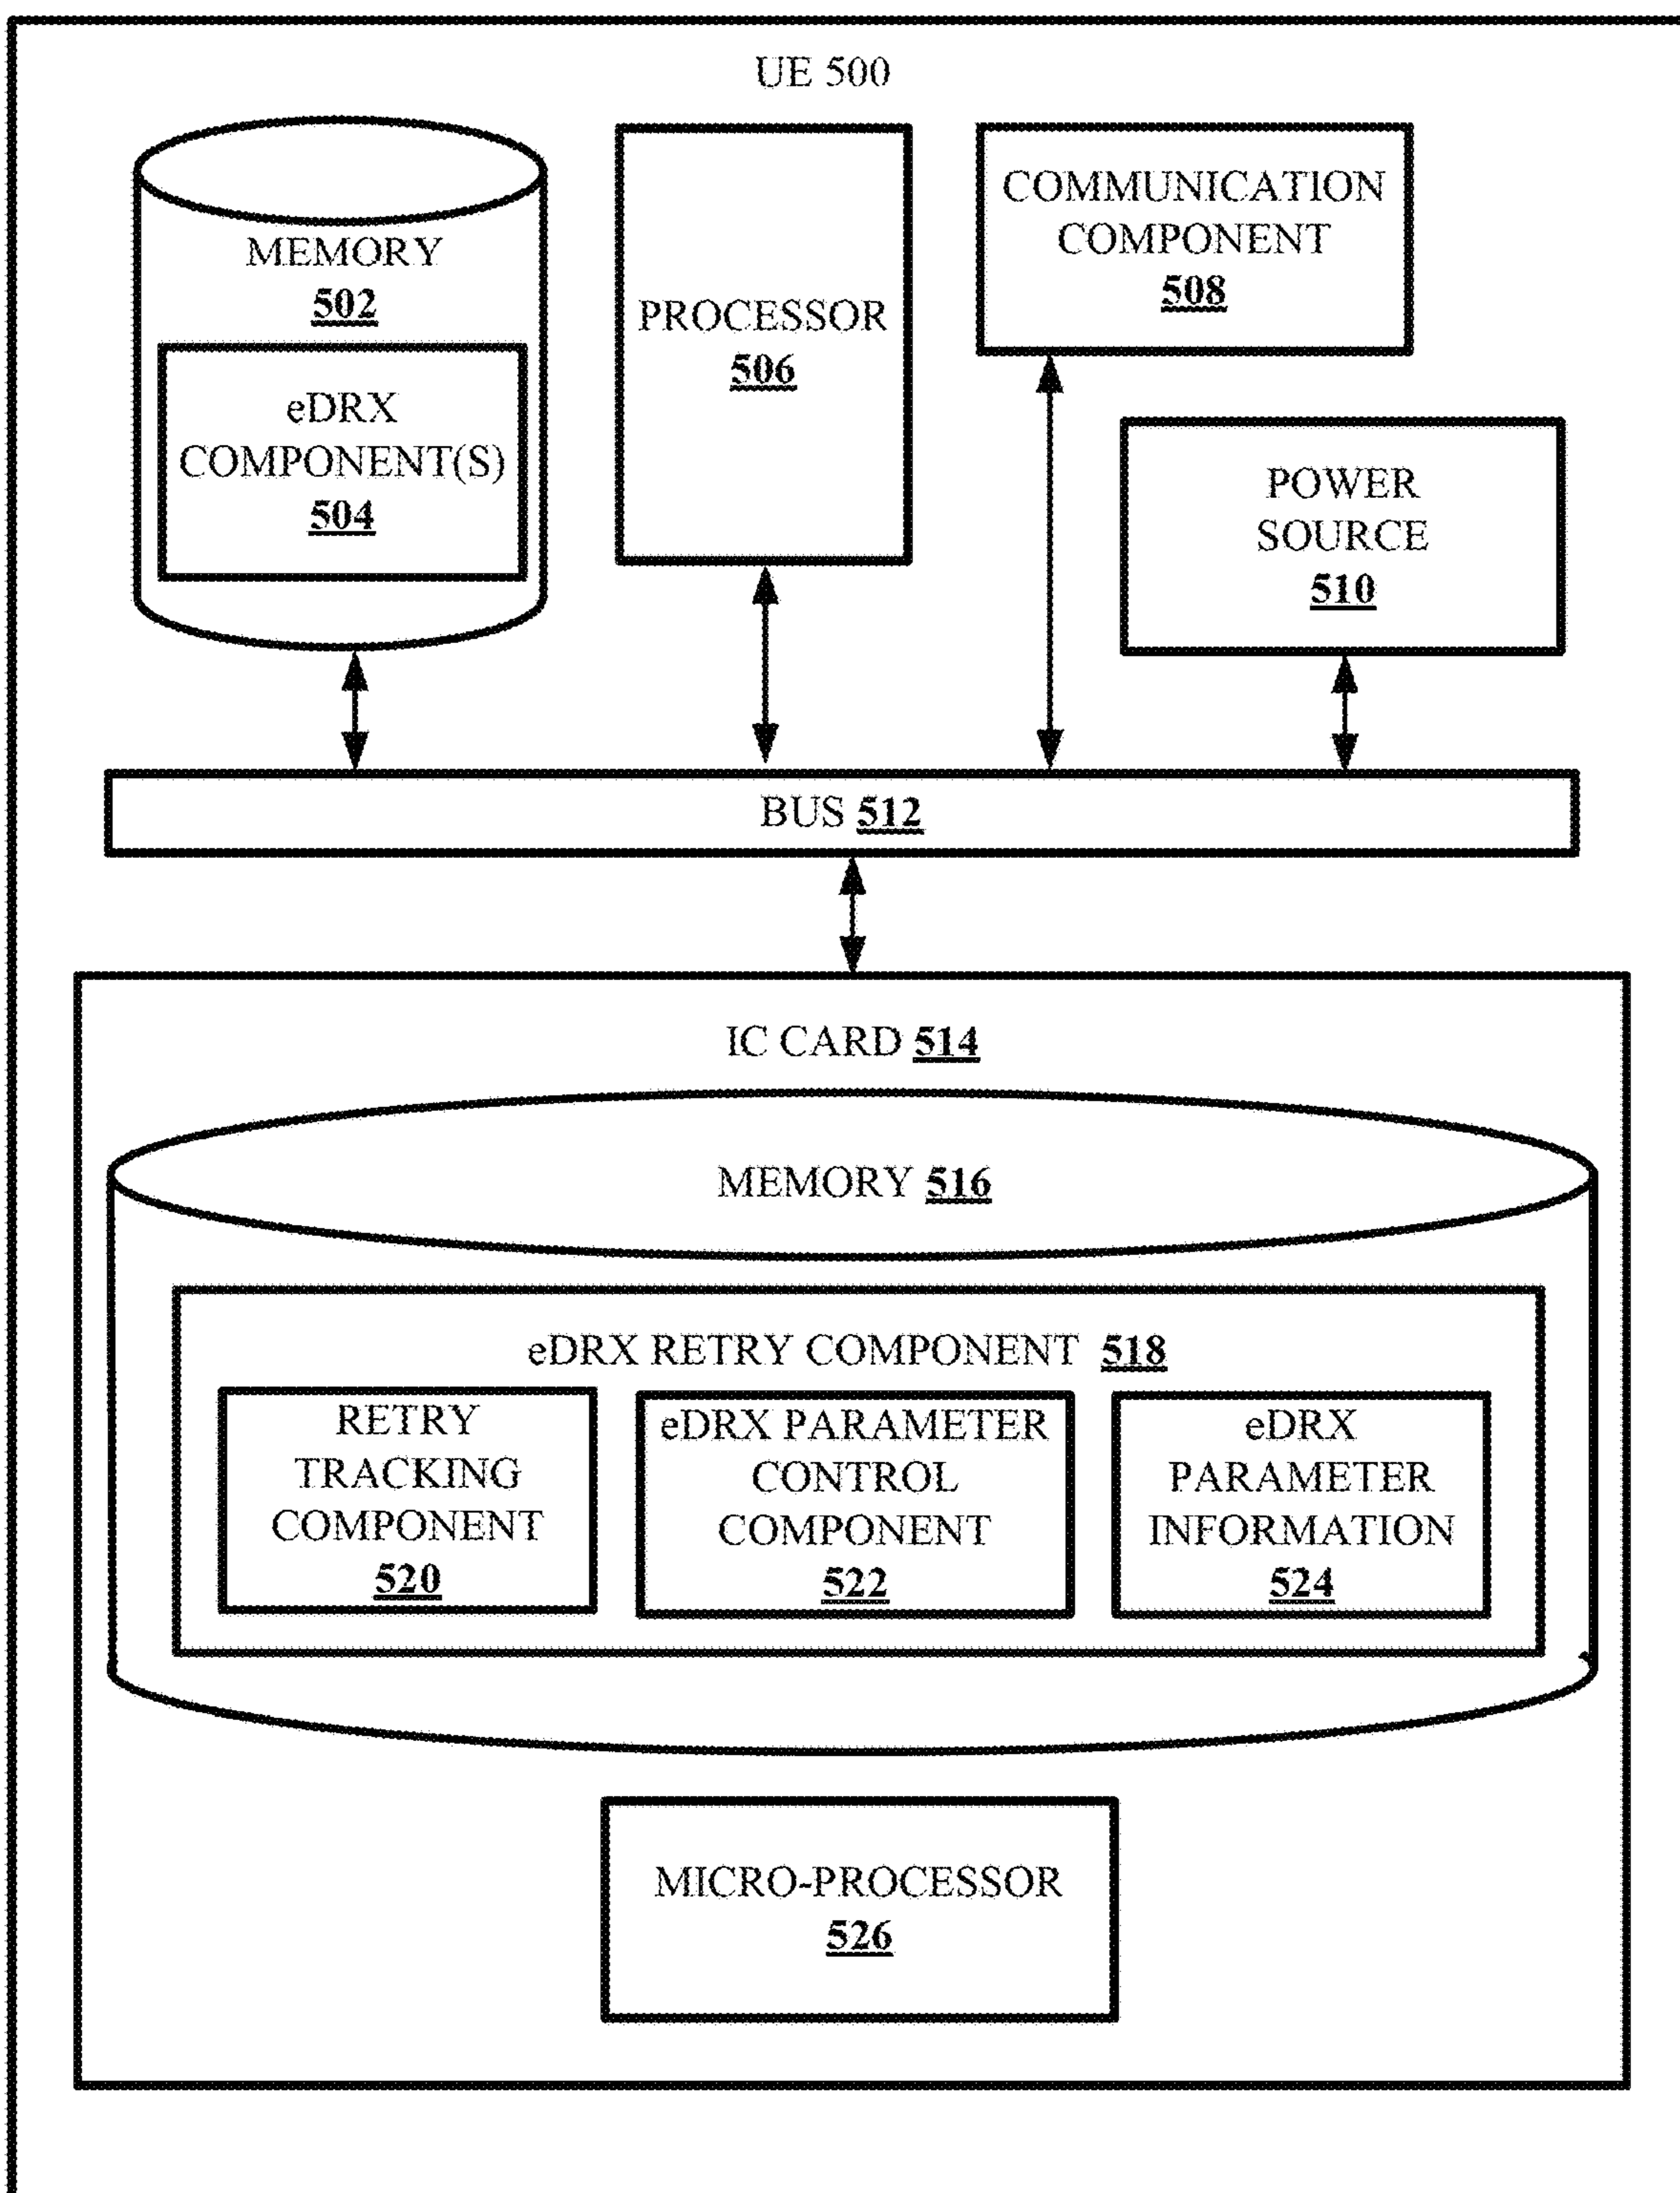 UE 500
MEMORY
502
eDRX
COMPONENT(S)
504
PROCESSOR
506
COMMUNICATION
COMPONENT
508
POWER
SOURCE
510
BUS 512
IC CARD 514
MEMORY 516
eDRX RETRY COMPONENT 518
RETRY
TRACKING
COMPONENT
520
eDRX PARAMETER
CONTROL
COMPONENT
522
eDRX
PARAMETER
INFORMATION
524
MICRO-PROCESSOR
526